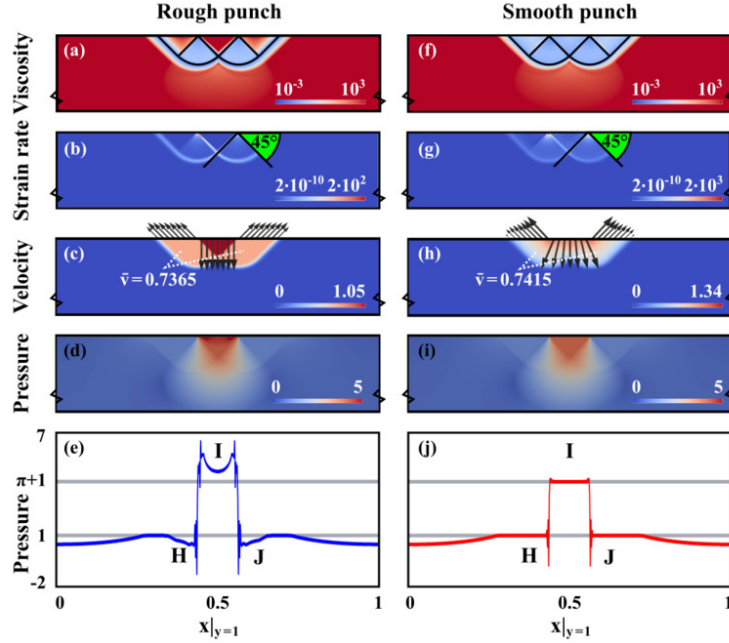 Rough punch Smooth punch
Viscosity
(a) 10⁻³ 10³
(f) 10⁻³ 10³
Strain rate
(b) 45° 2·10⁻¹⁰ 2·10²
(g) 45° 2·10⁻¹⁰ 2·10³
Velocity
(c) v̄=0.7365 0 1.05
(h) v̄=0.7415 0 1.34
Pressure
(d) 0 5
(i) 0 5
Pressure
7
π+1
1
-2
(e) I
H J
(j) I
H J
0 0.5 1
0 0.5 1
x|y=1
x|y=1